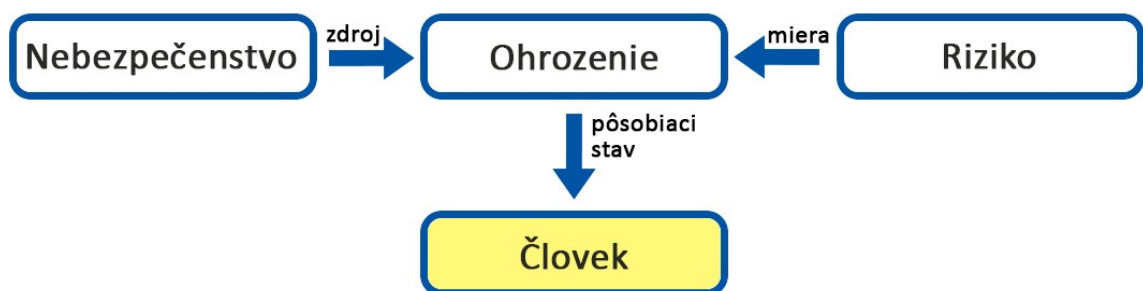 Nebezpečenstvo
zdroj
Ohrozenie
miera
Riziko
pôsobiaci
stav
Človek